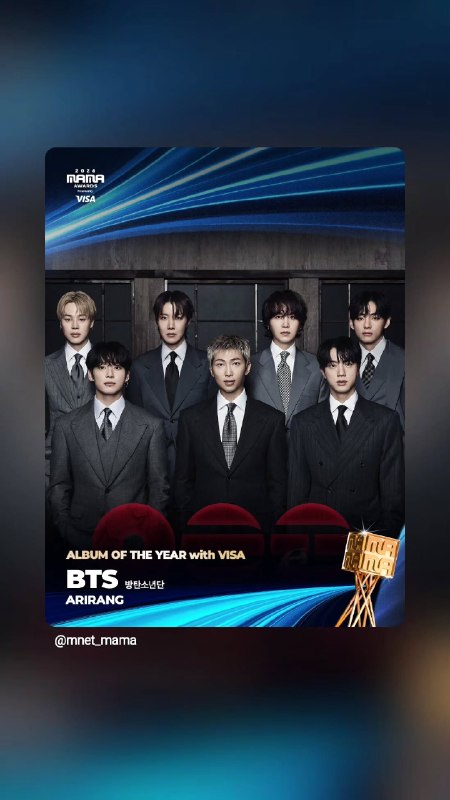 2026
MAMA
AWARDS
VISA
ALBUM OF THE YEAR with VISA
BTS 방탄소년단
ARIRANG
@mnet_mama